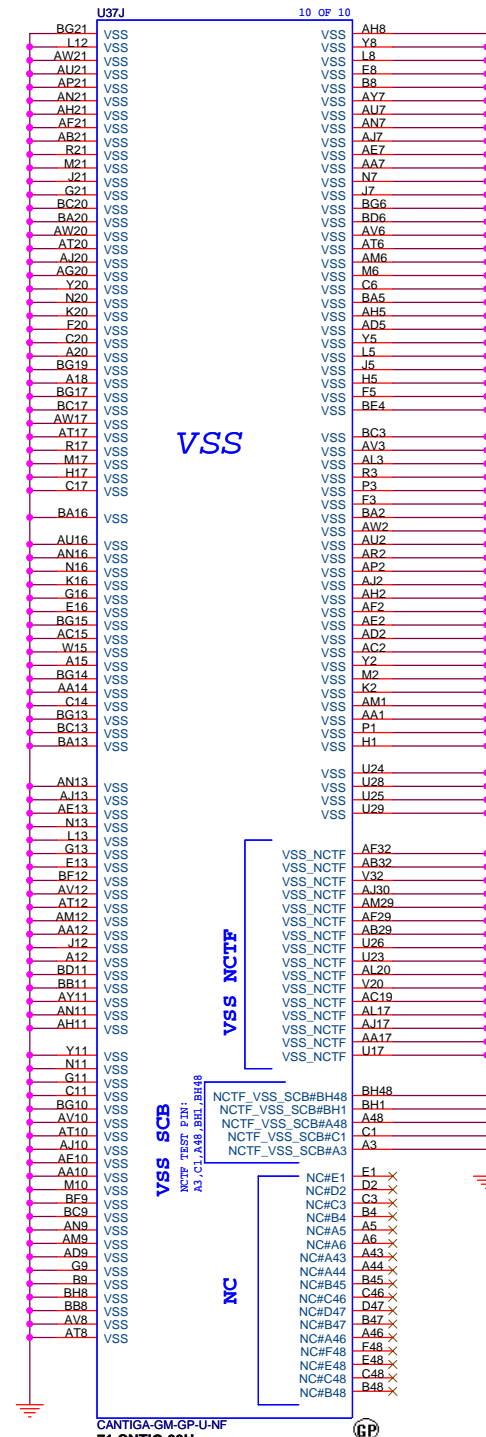 U37J 10 OF 10
BG21 VSS VSS AH8
L12 VSS VSS Y8
AW21 VSS VSS L8
AU21 VSS VSS E8
AP21 VSS VSS B8
AN21 VSS VSS AY7
AH21 VSS VSS AU7
AF21 VSS VSS AN7
AB21 VSS VSS AJ7
R21 VSS VSS AE7
M21 VSS VSS AA7
J21 VSS VSS N7
G21 VSS VSS J7
BC20 VSS VSS BG6
BA20 VSS VSS BD6
AW20 VSS VSS AV6
AT20 VSS VSS AT6
AJ20 VSS VSS AM6
AG20 VSS VSS M6
Y20 VSS VSS C6
N20 VSS VSS BA5
K20 VSS VSS AH5
F20 VSS VSS AD5
C20 VSS VSS Y5
A20 VSS VSS L5
BG19 VSS VSS J5
A18 VSS VSS H5
BG17 VSS VSS F5
BC17 VSS VSS BE4
AW17 VSS
AT17 VSS VSS BC3
VSS
R17 VSS VSS AV3
M17 VSS VSS AL3
H17 VSS VSS R3
C17 VSS VSS P3
VSS F3
BA16 VSS VSS BA2
VSS AW2
AU16 VSS VSS AU2
AN16 VSS VSS AR2
N16 VSS VSS AP2
K16 VSS VSS AJ2
G16 VSS VSS AH2
E16 VSS VSS AF2
BG15 VSS VSS AE2
AC15 VSS VSS AD2
W15 VSS VSS AC2
A15 VSS VSS Y2
BG14 VSS VSS M2
AA14 VSS VSS K2
C14 VSS VSS AM1
BG13 VSS VSS AA1
BC13 VSS VSS P1
BA13 VSS VSS H1
VSS U24
AN13 VSS VSS U28
AJ13 VSS VSS U25
AE13 VSS VSS U29
N13 VSS
L13 VSS
G13 VSS VSS_NCTF AF32
E13 VSS VSS_NCTF AB32
BF12 VSS VSS_NCTF V32
AV12 VSS VSS_NCTF AJ30
AT12 VSS VSS_NCTF AM29
AM12 VSS VSS_NCTF AF29
AA12 VSS VSS_NCTF AB29
J12 VSS VSS_NCTF U26
A12 VSS VSS_NCTF U23
BD11 VSS VSS_NCTF AL20
BB11 VSS VSS_NCTF V20
AY11 VSS VSS_NCTF AC19
AN11 VSS VSS_NCTF AL17
AH11 VSS VSS_NCTF AJ17
VSS_NCTF AA17
Y11 VSS VSS_NCTF U17
VSS NCTF
N11 VSS
G11 VSS
C11 VSS NCTF_VSS_SCB#BH48 BH48
BG10 VSS NCTF_VSS_SCB#BH1 BH1
AV10 VSS NCTF_VSS_SCB#A48 A48
AT10 VSS NCTF_VSS_SCB#C1 C1
AJ10 VSS NCTF_VSS_SCB#A3 A3
VSS SCB
NCTF TEST PIN:
A3,C1,A48,BH1,BH48
AE10 VSS
AA10 VSS NC#E1 E1
M10 VSS NC#D2 D2
BF9 VSS NC#C3 C3
BC9 VSS NC#B4 B4
AN9 VSS NC#A5 A5
AM9 VSS NC#A6 A6
AD9 VSS NC#A43 A43
G9 VSS NC#A44 A44
B9 VSS NC#B45 B45
BH8 VSS NC#C46 C46
BB8 VSS NC#D47 D47
AV8 VSS NC#B47 B47
AT8 VSS NC#A46 A46
NC#F48 F48
NC#E48 E48
NC#C48 C48
NC#B48 B48
NC
CANTIGA-GM-GP-U-NF
GP